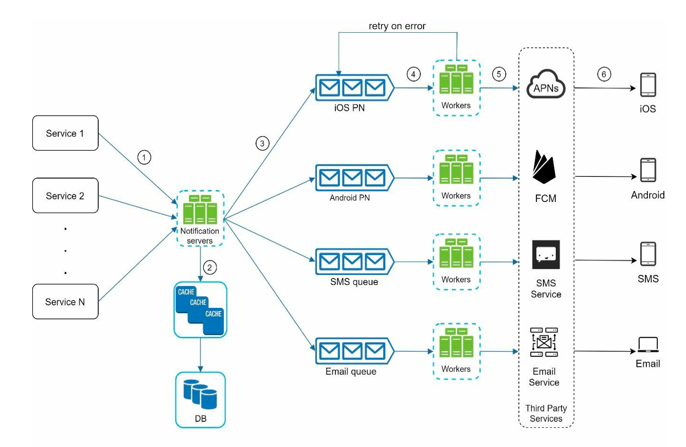 retry on error
4
5
6
APNs
iOS PN
Workers
iOS
Service 1
1
3
Service 2
Android PN
Workers
FCM
Android
Notification
servers
.
.
.
2
SMS queue
Workers
SMS
Service
SMS
Service N
CACHE
CACHE
CACHE
Email queue
Workers
Email
Service
Email
DB
Third Party
Services